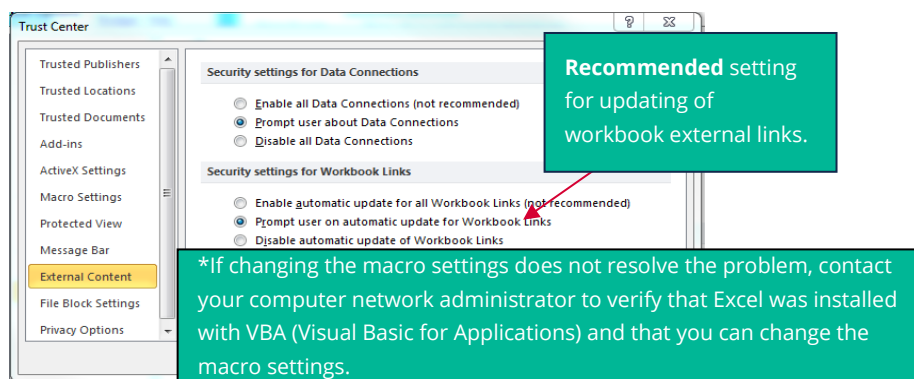 Trust Center
Trusted Publishers
Trusted Locations
Trusted Documents
Add-ins
ActiveX Settings
Macro Settings
Protected View
Message Bar
External Content
File Block Settings
Privacy Options
Security settings for Data Connections
Enable all Data Connections (not recommended)
Prompt user about Data Connections
Disable all Data Connections
Security settings for Workbook Links
Enable automatic update for all Workbook Links (not recommended)
Prompt user on automatic update for Workbook Links
Disable automatic update of Workbook Links
Recommended setting
for updating of
workbook external links.
*If changing the macro settings does not resolve the problem, contact
your computer network administrator to verify that Excel was installed
with VBA (Visual Basic for Applications) and that you can change the
macro settings.